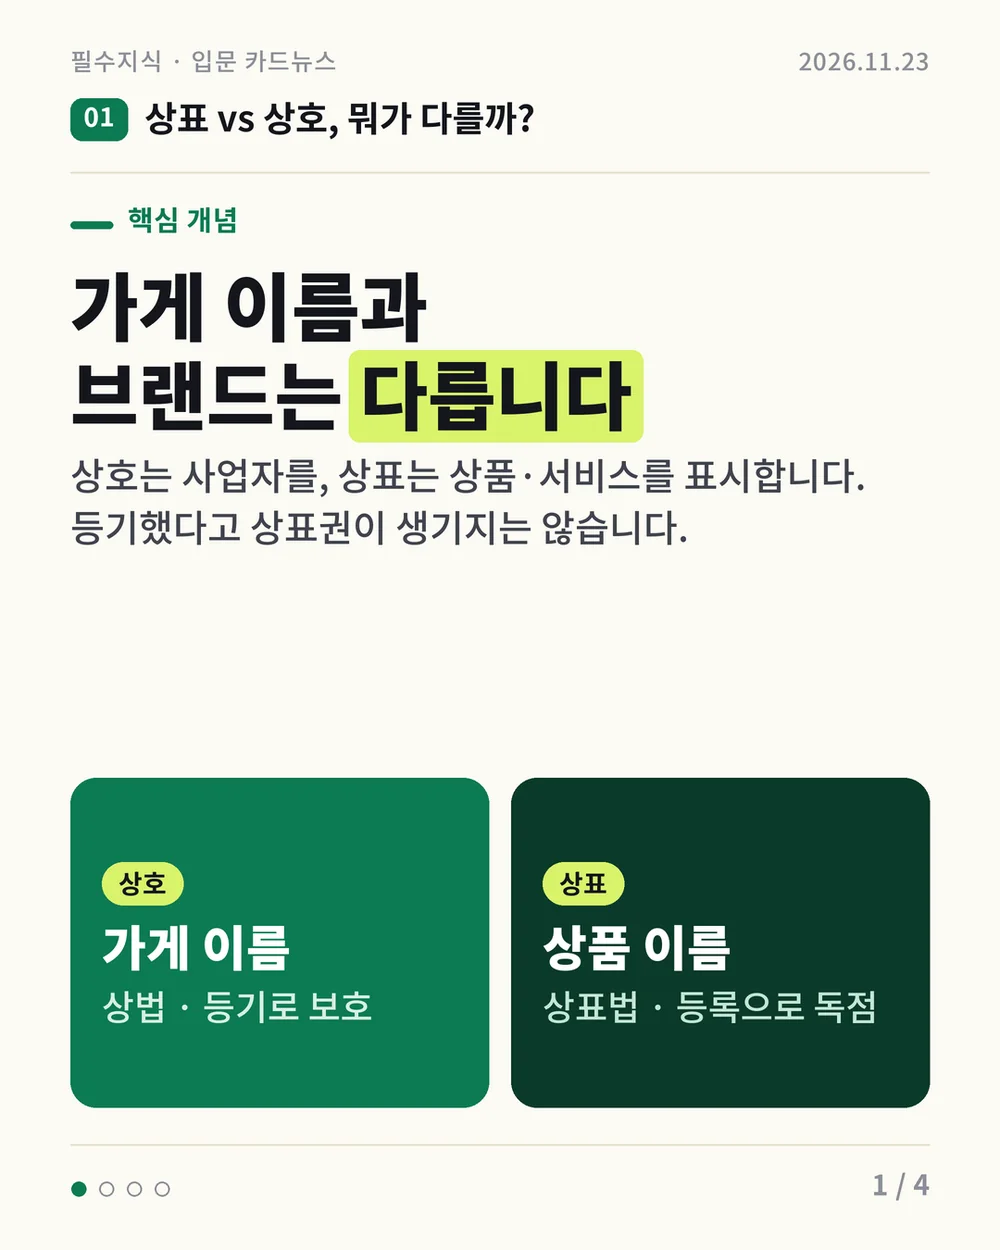 필수지식 · 입문 카드뉴스
2026.11.23
01 상표 vs 상호, 뭐가 다를까?
핵심 개념
가게 이름과
브랜드는 다릅니다
상호는 사업자를, 상표는 상품·서비스를 표시합니다.
등기했다고 상표권이 생기지는 않습니다.
상호
가게 이름
상법 · 등기로 보호
상표
상품 이름
상표법 · 등록으로 독점
1 / 4